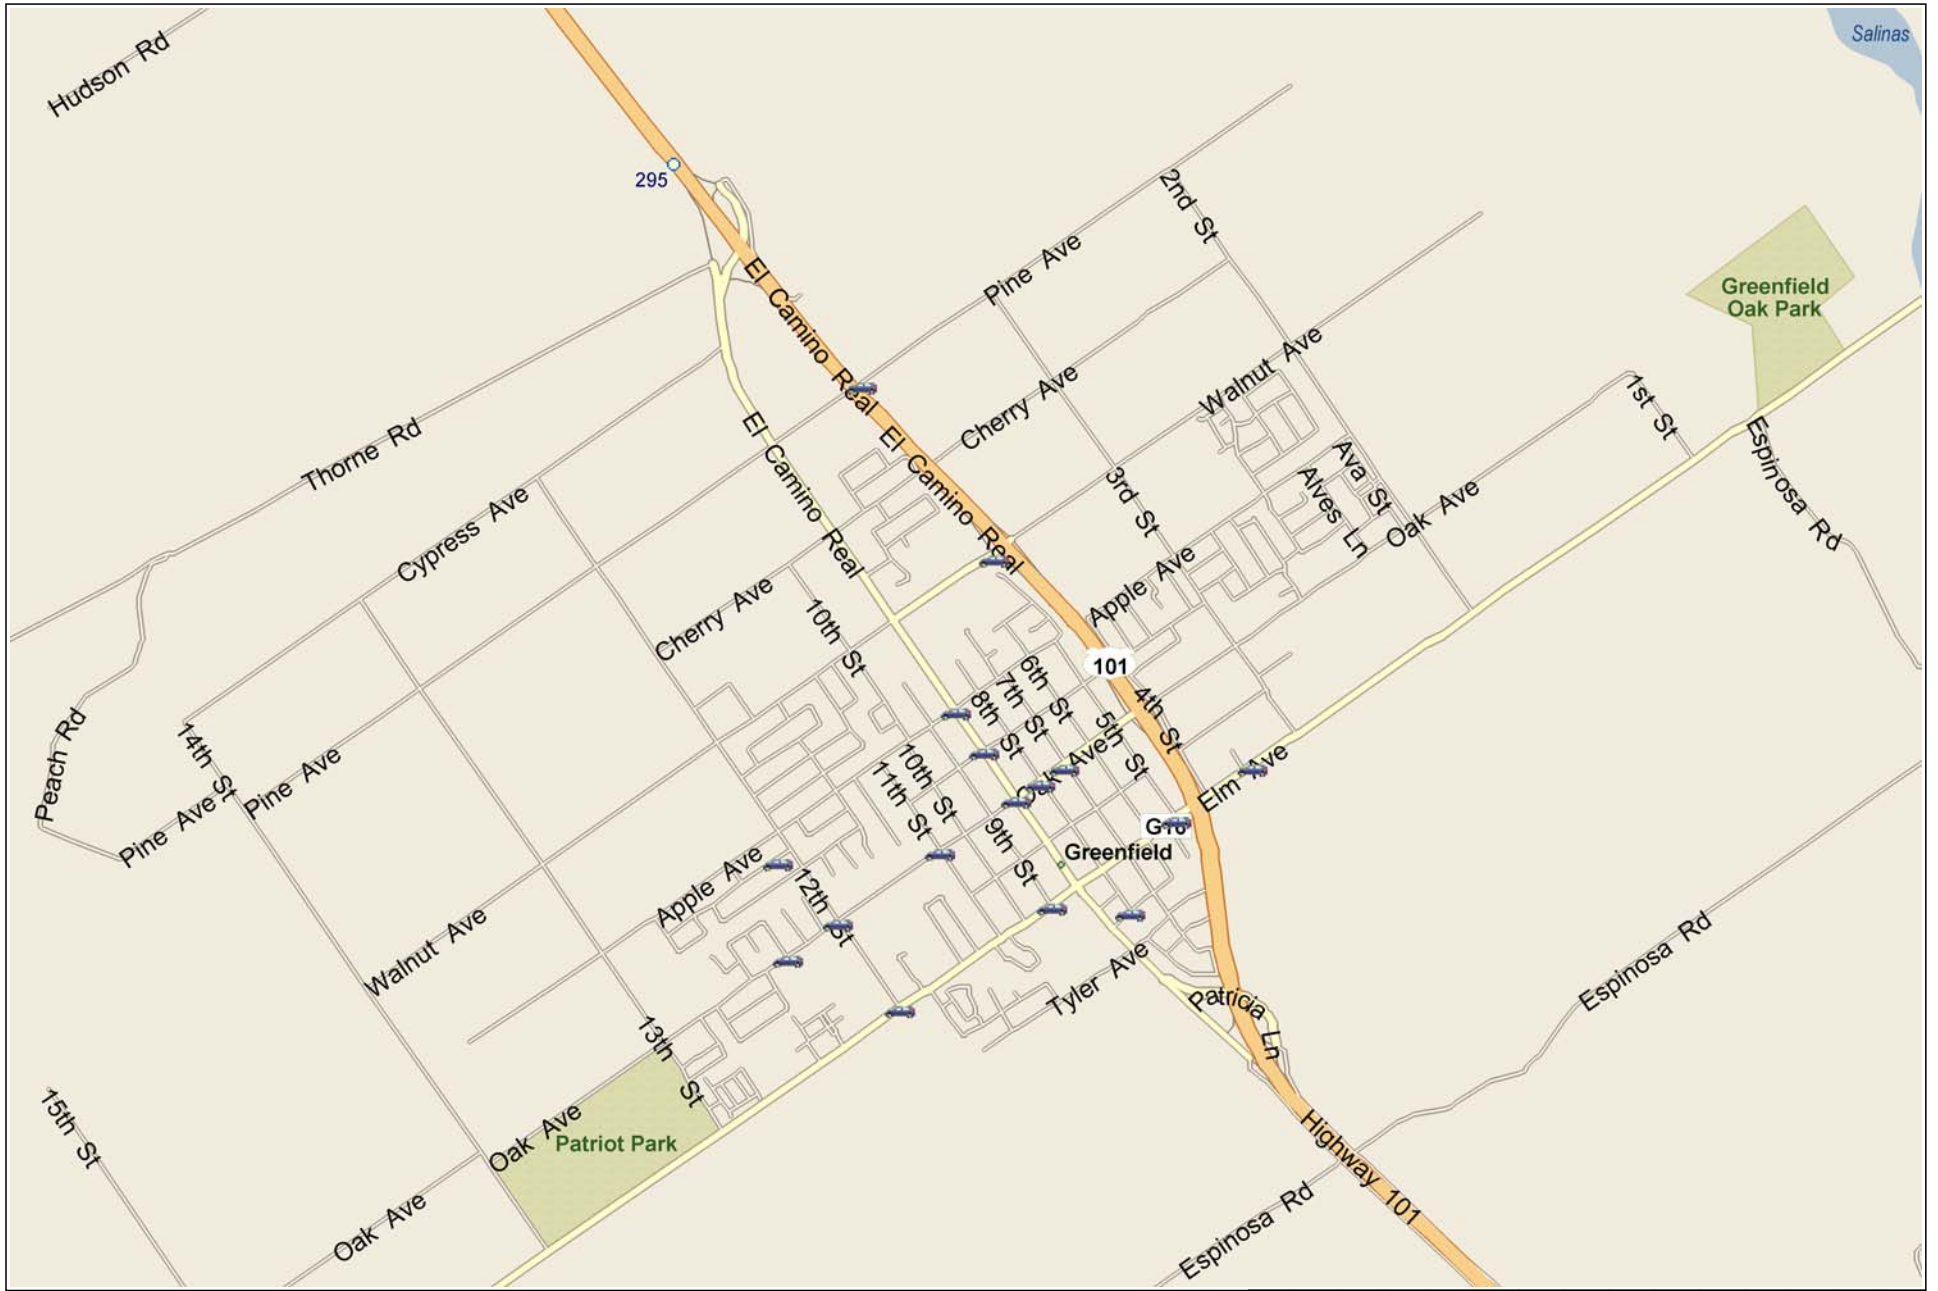 Hudson Rd
Salinas
295
2nd St
Pine Ave
El Camino Real
Greenfield
Oak Park
Walnut Ave
Cherry Ave
1st St
El Camino Real
El Camino Real
Thorne Rd
Espinosa Rd
Ava St
Alves Ln
3rd St
Oak Ave
Cypress Ave
Apple Ave
Cherry Ave
10th St
101
6th St
7th St
8th St
4th St
5th St
Peach Rd
14th St
Pine Ave
Pine Ave
10th St
11th St
Oak Ave
Elm Ave
G16
9th St
Greenfield
Apple Ave
12th St
Walnut Ave
Tyler Ave
Patricia Ln
Espinosa Rd
13th St
15th St
Oak Ave
Patriot Park
Highway 101
Oak Ave
Espinosa Rd